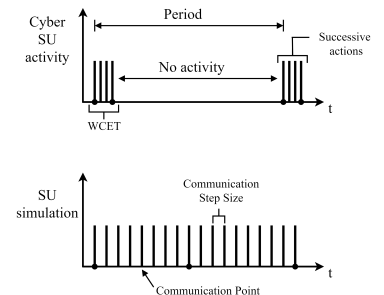 Cyber
SU
activity
Period
Successive
actions
No activity
WCET
t
SU
simulation
Communication
Step Size
t
Communication Point